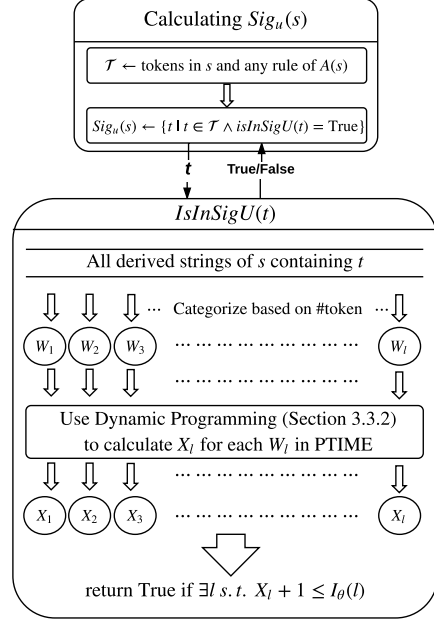 Calculating Sig_u(s)
𝒯 ← tokens in s and any rule of A(s)
Sig_u(s) ← {t | t ∈ 𝒯 ∧ isInSigU(t) = True}
t True/False
IsInSigU(t)
All derived strings of s containing t
··· Categorize based on #token ···
W_1 W_2 W_3 ··· ··· ··· ··· ··· W_l
··· ··· ··· ··· ···
Use Dynamic Programming (Section 3.3.2)
to calculate X_l for each W_l in PTIME
··· ··· ··· ··· ···
X_1 X_2 X_3 ··· ··· ··· ··· ··· X_l
return True if ∃l s.t. X_l + 1 ≤ I_θ(l)